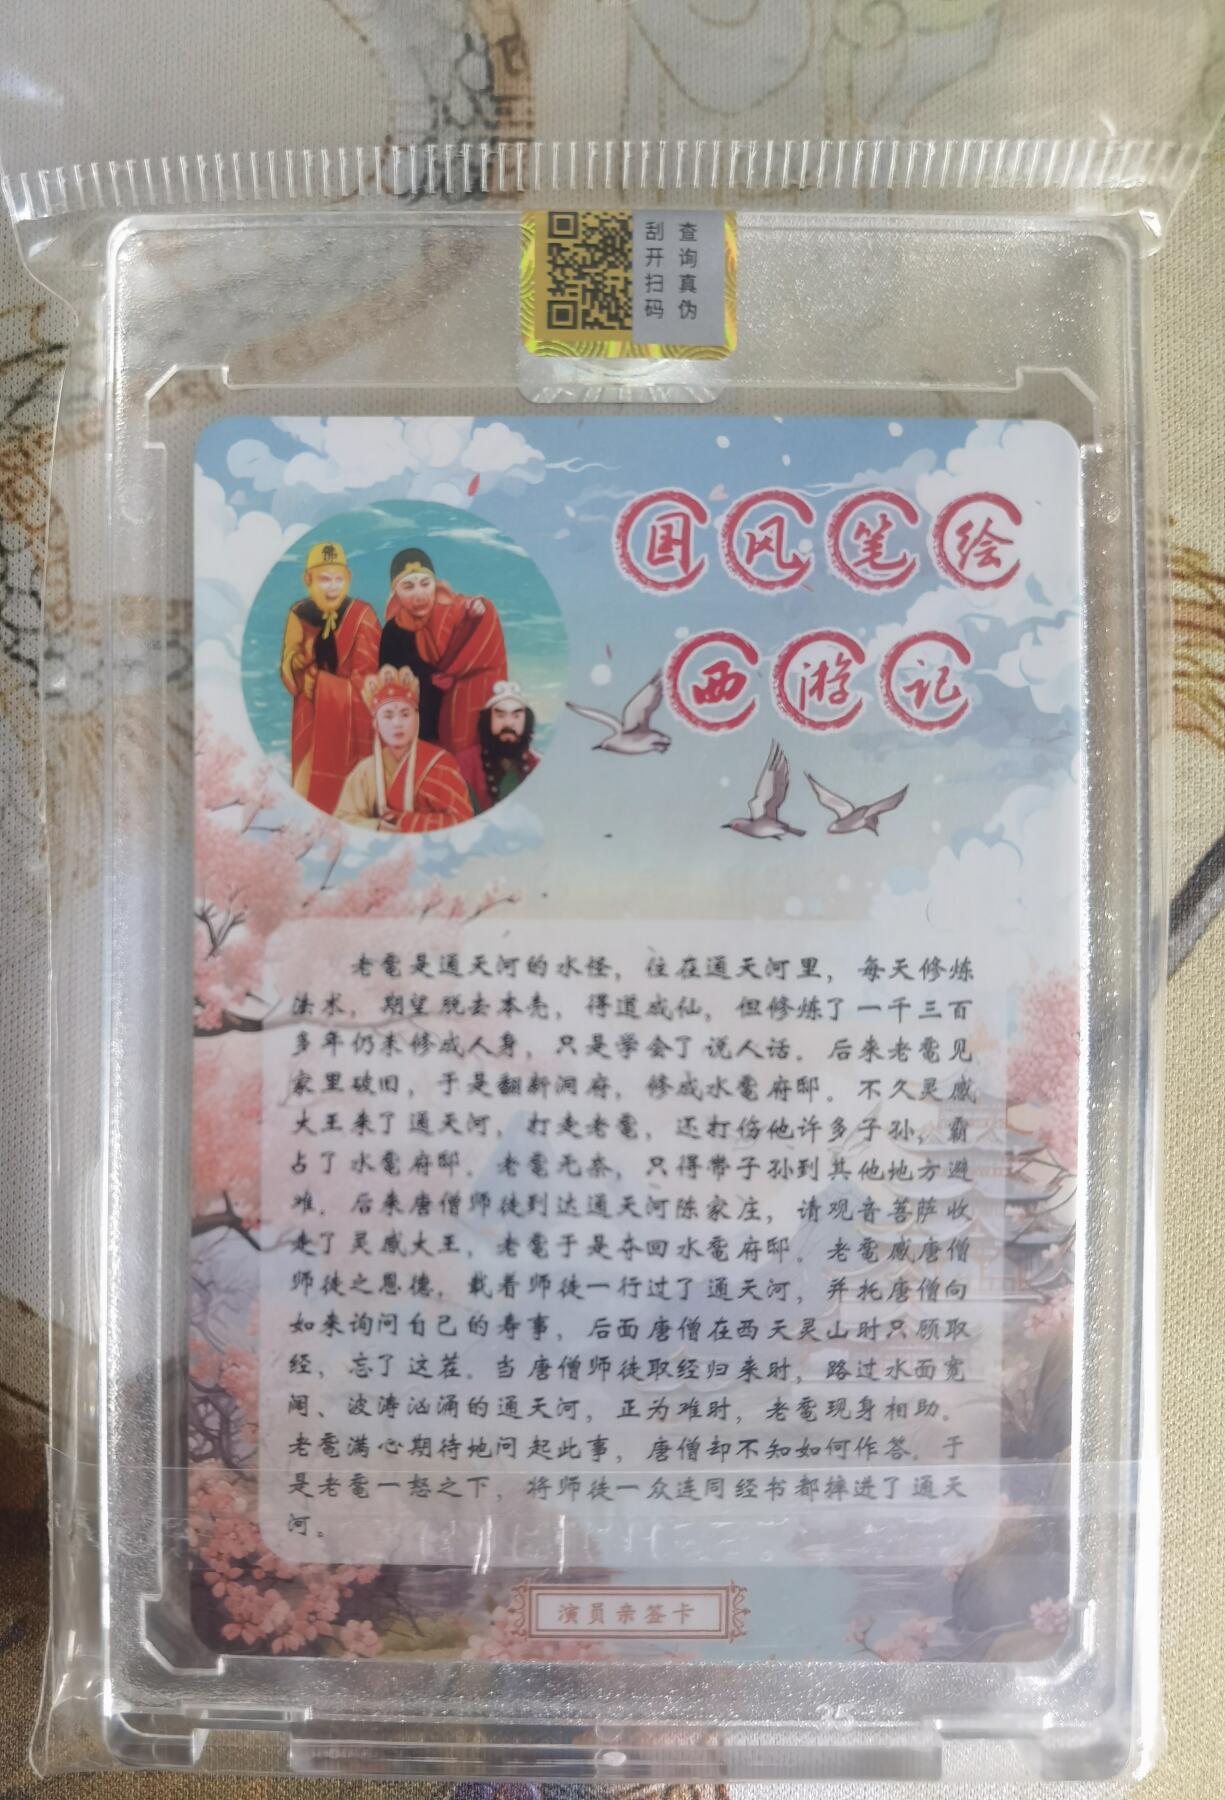 查询真伪
刮开扫码
佛
国风笔绘
西游记
老鼋是通天河的水怪，住在通天河里，每天修炼
法术，期望脱去本壳，得道成仙，但修炼了一千三百
多年仍未修成人身，只是学会了说人话。后来老鼋见
家里破旧，于是翻新洞府，修成水鼋府邸。不久灵感
大王来了通天河，打走老鼋，还打伤他许多子孙，霸
占了水鼋府邸。老鼋无奈，只得带子孙到其他地方避
难。后来唐僧师徒到达通天河陈家庄，请观音菩萨收
走了灵感大王，老鼋于是夺回水鼋府邸。老鼋感唐僧
师徒之恩德，载着师徒一行过了通天河，并托唐僧向
如来询问自己的寿事，后面唐僧在西天灵山时只顾取
经，忘了这茬。当唐僧师徒取经归来时，路过水面宽
阔、波涛汹涌的通天河，正为难时，老鼋现身相助。
老鼋满心期待地问起此事，唐僧却不知如何作答。于
是老鼋一怒之下，将师徒一众连同经书都摔进了通天
河。
演员亲签卡